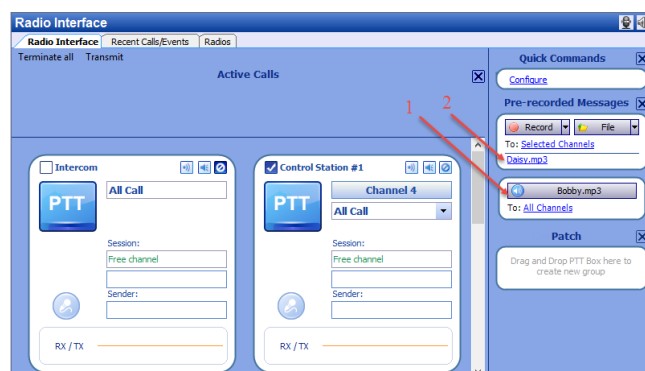 Radio Interface
Radio Interface Recent Calls/Events Radios
Terminate all Transmit
Active Calls
Intercom
PTT
All Call
Session:
Free channel
Sender:
RX / TX
Control Station #1
PTT
Channel 4
All Call
Session:
Free channel
Sender:
RX / TX
Quick Commands
Configure
1 2
Pre-recorded Messages
Record File
To: Selected Channels
Daisy.mp3
Bobby.mp3
To: All Channels
Patch
Drag and Drop PTT Box here to
create new group